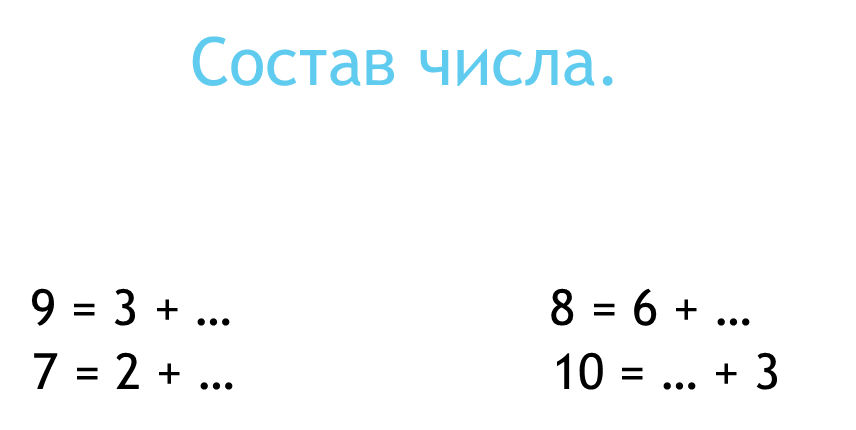 Состав числа.
9 = 3 + ...
8 = 6 + ...
7 = 2 + ...
10 = ... + 3